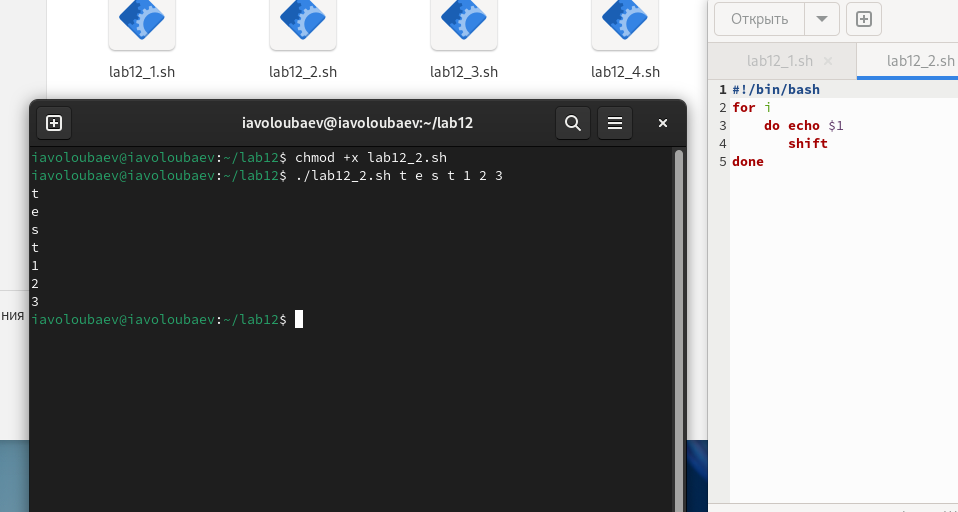 lab12_1.sh
lab12_2.sh
lab12_3.sh
lab12_4.sh
ния
iavoloubaev@iavoloubaev:~/lab12
iavoloubaev@iavoloubaev:~/lab12$ chmod +x lab12_2.sh
iavoloubaev@iavoloubaev:~/lab12$ ./lab12_2.sh t e s t 1 2 3
t
e
s
t
1
2
3
iavoloubaev@iavoloubaev:~/lab12$
Открыть
lab12_1.sh
lab12_2.sh
1 #!/bin/bash
2 for i
3     do echo $1
4        shift
5 done